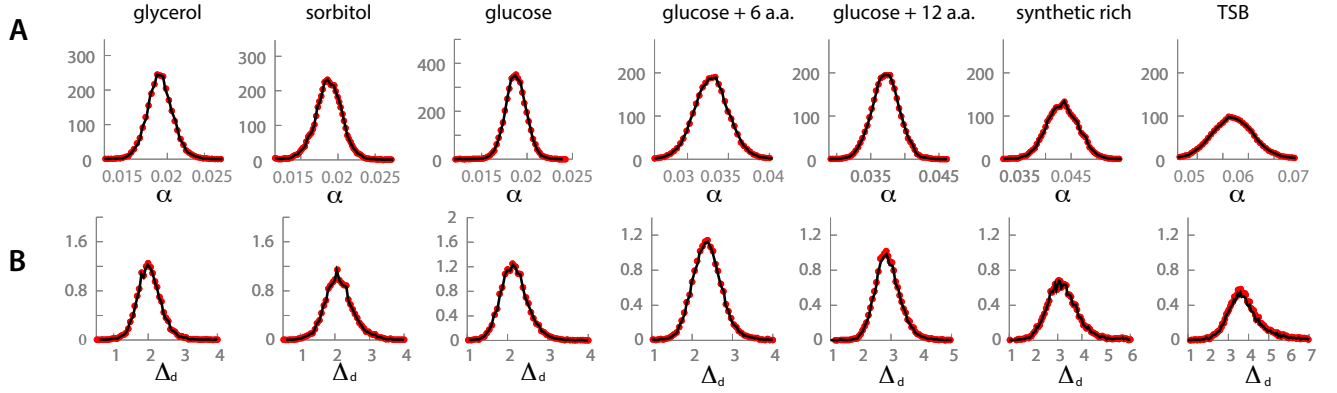 glycerol sorbitol glucose glucose + 6 a.a. glucose + 12 a.a. synthetic rich TSB
A
300 200 100 0 0.015 0.02 0.025 α
300 200 100 0 0.015 0.02 0.025 α
400 200 0 0.015 0.02 0.025 α
200 100 0 0.03 0.035 0.04 α
200 100 0 0.035 0.046 α
200 100 0 0.035 0.045 α
200 100 0 0.05 0.06 0.07 α
B
1.6 0.8 0 1 2 3 4 Δd
1.6 0.8 0 1 2 3 4 Δd
2 1.6 1.2 0.8 0.4 0 1 2 3 4 Δd
1.2 0.8 0.4 0 1 2 3 4 Δd
1.2 0.8 0.4 0 1 2 3 4 5 Δd
1.2 0.8 0.4 0 1 2 3 4 5 6 Δd
1.2 0.8 0.4 0 1 2 3 4 5 6 7 Δd